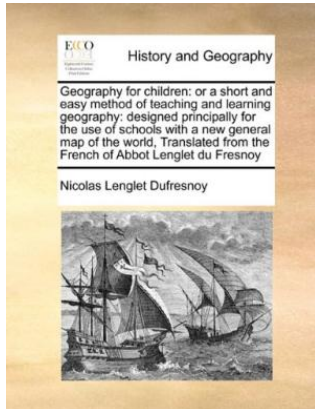 ECCO
History and Geography
Geography for children: or a short and
easy method of teaching and learning
geography: designed principally for
the use of schools with a new general
map of the world, Translated from the
French of Abbot Lenglet du Fresnoy
Nicolas Lenglet Dufresnoy